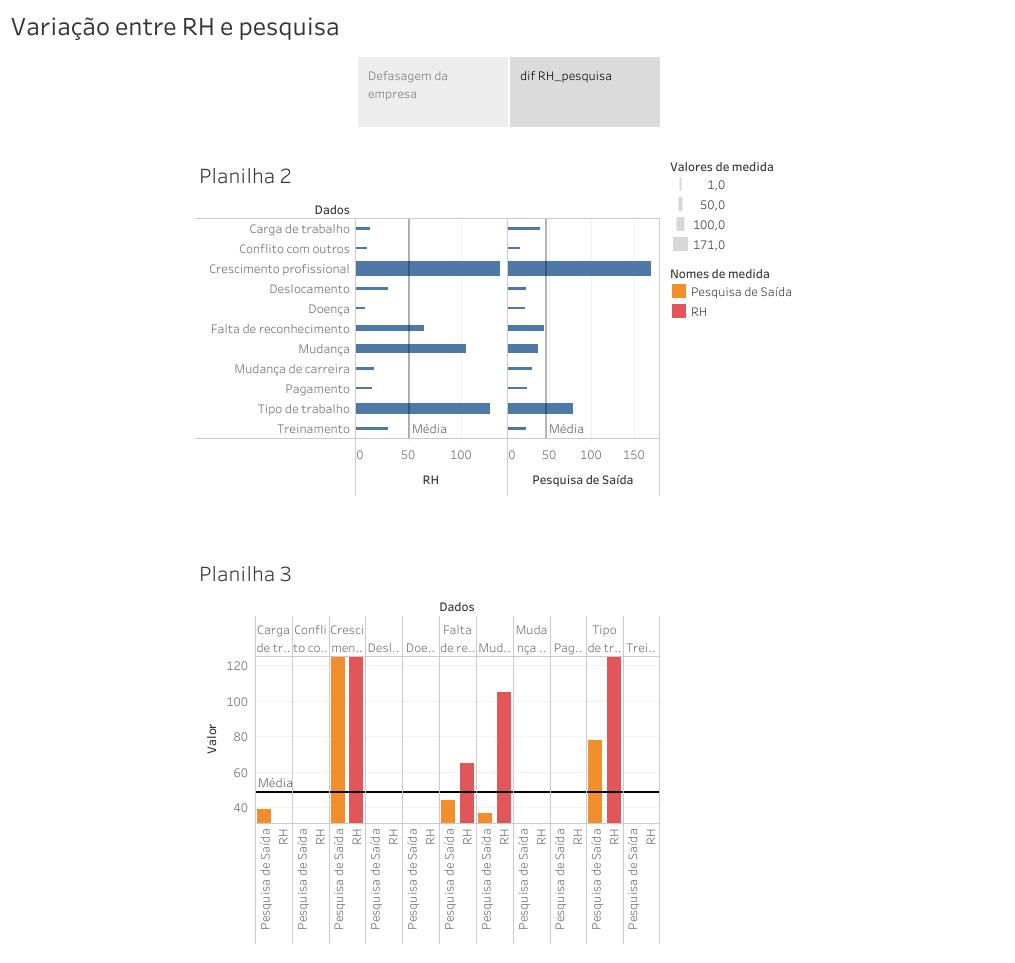 Variação entre RH e pesquisa
Defasagem da
empresa
dif RH_pesquisa
Planilha 2
Dados
Carga de trabalho
Conflito com outros
Crescimento profissional
Deslocamento
Doença
Falta de reconhecimento
Mudança
Mudança de carreira
Pagamento
Tipo de trabalho
Treinamento
Média
Média
0 50 100
0 50 100 150
RH
Pesquisa de Saída
Valores de medida
1,0
50,0
100,0
171,0
Nomes de medida
Pesquisa de Saída
RH
Planilha 3
Dados
Carga
de tr..
Confli
to co..
Cresci
men..
Desl..
Doe..
Falta
de re..
Mud..
Muda
nça ..
Pag..
Tipo
de tr..
Trei..
Valor
120
100
80
60
40
Média
Pesquisa de Saída
RH
Pesquisa de Saída
RH
Pesquisa de Saída
RH
Pesquisa de Saída
RH
Pesquisa de Saída
RH
Pesquisa de Saída
RH
Pesquisa de Saída
RH
Pesquisa de Saída
RH
Pesquisa de Saída
RH
Pesquisa de Saída
RH
Pesquisa de Saída
RH